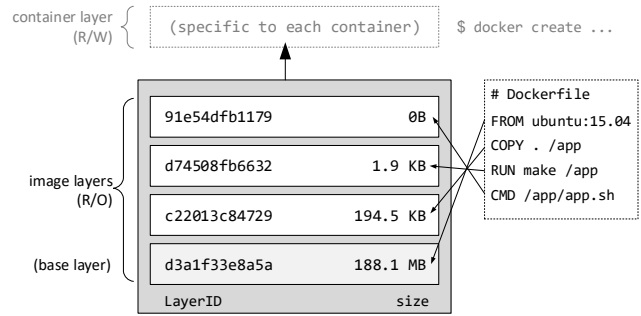 container layer
(R/W)
(specific to each container)
$ docker create ...
91e54dfb1179 0B
d74508fb6632 1.9 KB
c22013c84729 194.5 KB
d3a1f33e8a5a 188.1 MB
LayerID size
image layers
(R/O)
(base layer)
# Dockerfile
FROM ubuntu:15.04
COPY . /app
RUN make /app
CMD /app/app.sh